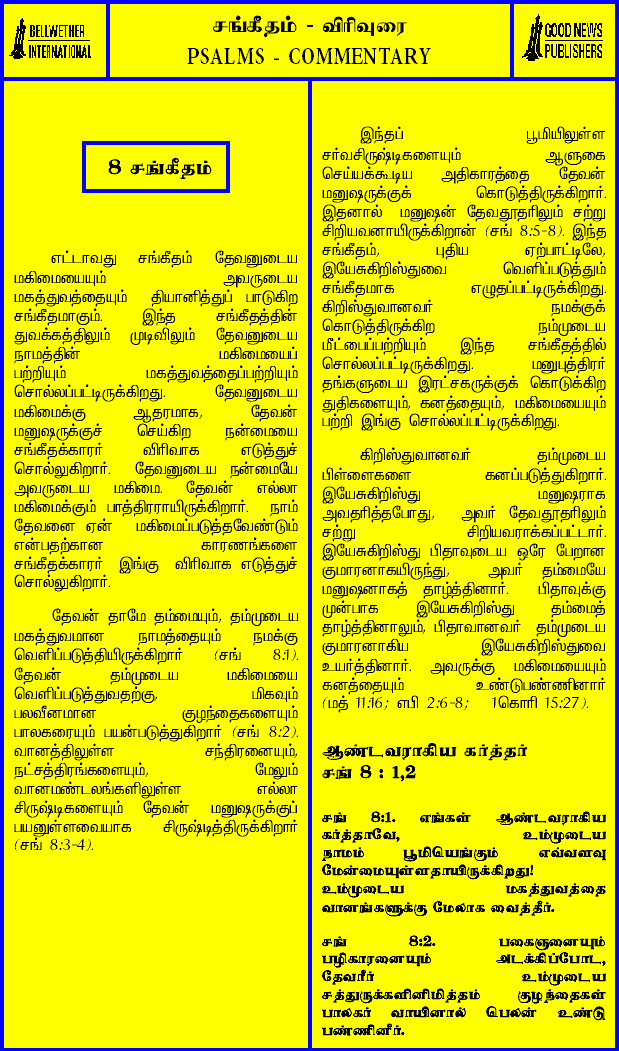 BELLWETHER
INTERNATIONAL
சங்கீதம் - விரிவுரை
PSALMS - COMMENTARY
GOOD NEWS
PUBLISHERS
8 சங்கீதம்
எட்டாவது சங்கீதம் தேவனுடைய
மகிமையையும் அவருடைய
மகத்துவத்தையும் தியானித்துப் பாடுகிற
சங்கீதமாகும். இந்த சங்கீதத்தின்
துவக்கத்திலும் முடிவிலும் தேவனுடைய
நாமத்தின் மகிமையைப்
பற்றியும் மகத்துவத்தைப்பற்றியும்
சொல்லப்பட்டிருக்கிறது. தேவனுடைய
மகிமைக்கு ஆதரமாக, தேவன்
மனுஷருக்குச் செய்கிற நன்மையை
சங்கீதக்காரர் விரிவாக எடுத்துச்
சொல்லுகிறார். தேவனுடைய நன்மையே
அவருடைய மகிமை. தேவன் எல்லா
மகிமைக்கும் பாத்திரராயிருக்கிறார். நாம்
தேவனை ஏன் மகிமைப்படுத்தவேண்டும்
என்பதற்கான காரணங்களை
சங்கீதக்காரர் இங்கு விரிவாக எடுத்துச்
சொல்லுகிறார்.
தேவன் தாமே தம்மையும், தம்முடைய
மகத்துவமான நாமத்தையும் நமக்கு
வெளிப்படுத்தியிருக்கிறார் (சங் 8:1).
தேவன் தம்முடைய மகிமையை
வெளிப்படுத்துவதற்கு, மிகவும்
பலவீனமான குழந்தைகளையும்
பாலகரையும் பயன்படுத்துகிறார் (சங் 8:2).
வானத்திலுள்ள சந்திரனையும்,
நட்சத்திரங்களையும், மேலும்
வானமண்டலங்களிலுள்ள எல்லா
சிருஷ்டிகளையும் தேவன் மனுஷருக்குப்
பயனுள்ளவையாக சிருஷ்டித்திருக்கிறார்
(சங் 8:3-4).
இந்தப் பூமியிலுள்ள
சர்வசிருஷ்டிகளையும் ஆளுகை
செய்யக்கூடிய அதிகாரத்தை தேவன்
மனுஷருக்குக் கொடுத்திருக்கிறார்.
இதனால் மனுஷன் தேவதூதரிலும் சற்று
சிறியவனாயிருக்கிறான் (சங் 8:5-8). இந்த
சங்கீதம், புதிய ஏற்பாட்டிலே,
இயேசுகிறிஸ்துவை வெளிப்படுத்தும்
சங்கீதமாக எழுதப்பட்டிருக்கிறது.
கிறிஸ்துவானவர் நமக்குக்
கொடுத்திருக்கிற நம்முடைய
மீட்பைப்பற்றியும் இந்த சங்கீதத்தில்
சொல்லப்பட்டிருக்கிறது. மனுபுத்திரர்
தங்களுடைய இரட்சகருக்குக் கொடுக்கிற
துதிகளையும், கனத்தையும், மகிமையையும்
பற்றி இங்கு சொல்லப்பட்டிருக்கிறது.
கிறிஸ்துவானவர் தம்முடைய
பிள்ளைகளை கனப்படுத்துகிறார்.
இயேசுகிறிஸ்து மனுஷராக
அவதரித்தபோது, அவர் தேவதூதரிலும்
சற்று சிறியவராக்கப்பட்டார்.
இயேசுகிறிஸ்து பிதாவுடைய ஒரே பேறான
குமாரனாகயிருந்து, அவர் தம்மையே
மனுஷனாகத் தாழ்த்தினார். பிதாவுக்கு
முன்பாக இயேசுகிறிஸ்து தம்மைத்
தாழ்த்தினாலும், பிதாவானவர் தம்முடைய
குமாரனாகிய இயேசுகிறிஸ்துவை
உயர்த்தினார். அவருக்கு மகிமையையும்
கனத்தையும் உண்டுபண்ணினார்
(மத் 11:16; எபி 2:6-8; 1கொரி 15:27).
ஆண்டவராகிய கர்த்தர்
சங் 8 : 1,2
சங் 8:1. எங்கள் ஆண்டவராகிய
கர்த்தாவே, உம்முடைய
நாமம் பூமியெங்கும் எவ்வளவு
மேன்மையுள்ளதாயிருக்கிறது!
உம்முடைய மகத்துவத்தை
வானங்களுக்கு மேலாக வைத்தீர்.
சங் 8:2. பகைஞனையும்
பழிகாரனையும் அடக்கிப்போட,
தேவரீர் உம்முடைய
சத்துருக்களினிமித்தம் குழந்தைகள்
பாலகர் வாயினால் பெலன் உண்டு
பண்ணினீர்.